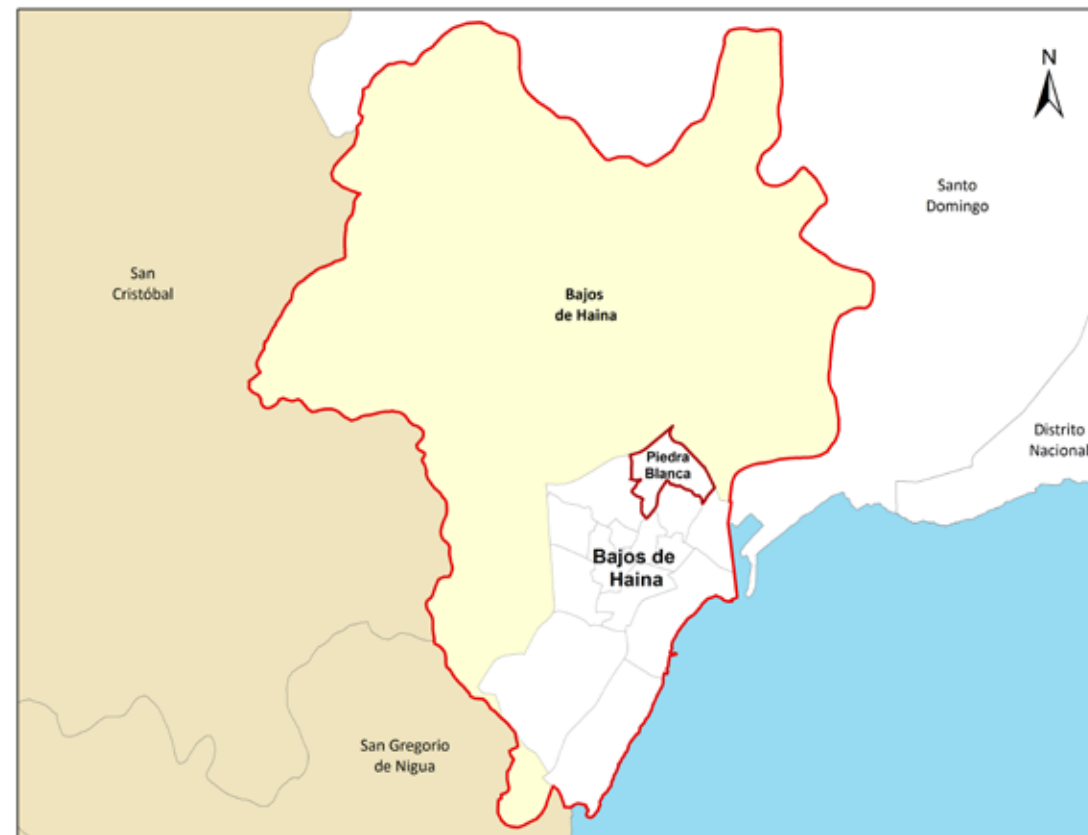 N
Santo
Domingo
San
Cristóbal
Bajos
de Haina
Distrito
Nacional
Piedra
Blanca
Bajos de
Haina
San Gregorio
de Nigua